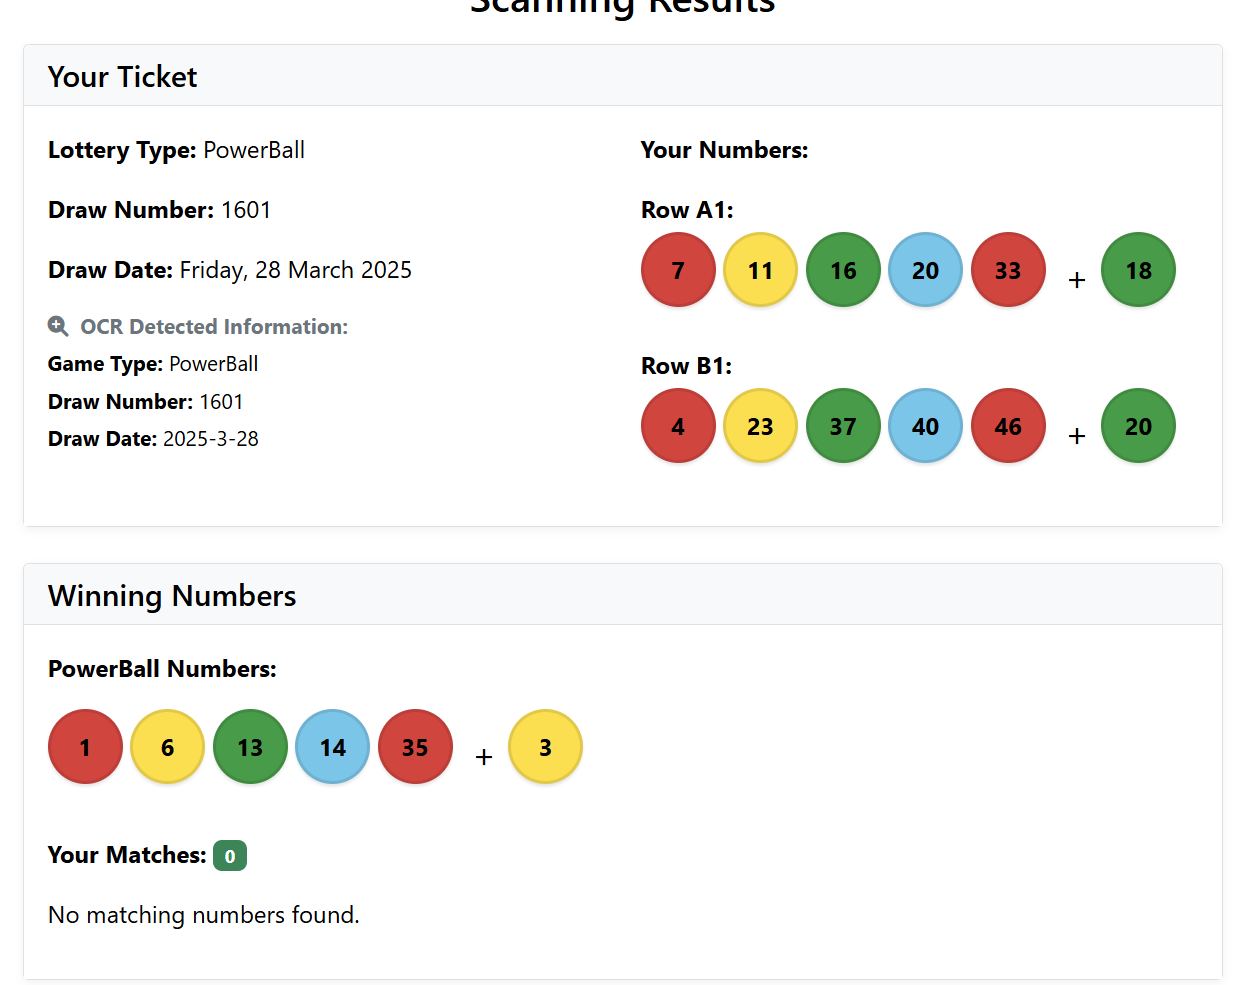 Scanning Results
Your Ticket
Lottery Type: PowerBall
Draw Number: 1601
Draw Date: Friday, 28 March 2025
OCR Detected Information:
Game Type: PowerBall
Draw Number: 1601
Draw Date: 2025-3-28
Your Numbers:
Row A1:
7 11 16 20 33 + 18
Row B1:
4 23 37 40 46 + 20
Winning Numbers
PowerBall Numbers:
1 6 13 14 35 + 3
Your Matches: 0
No matching numbers found.